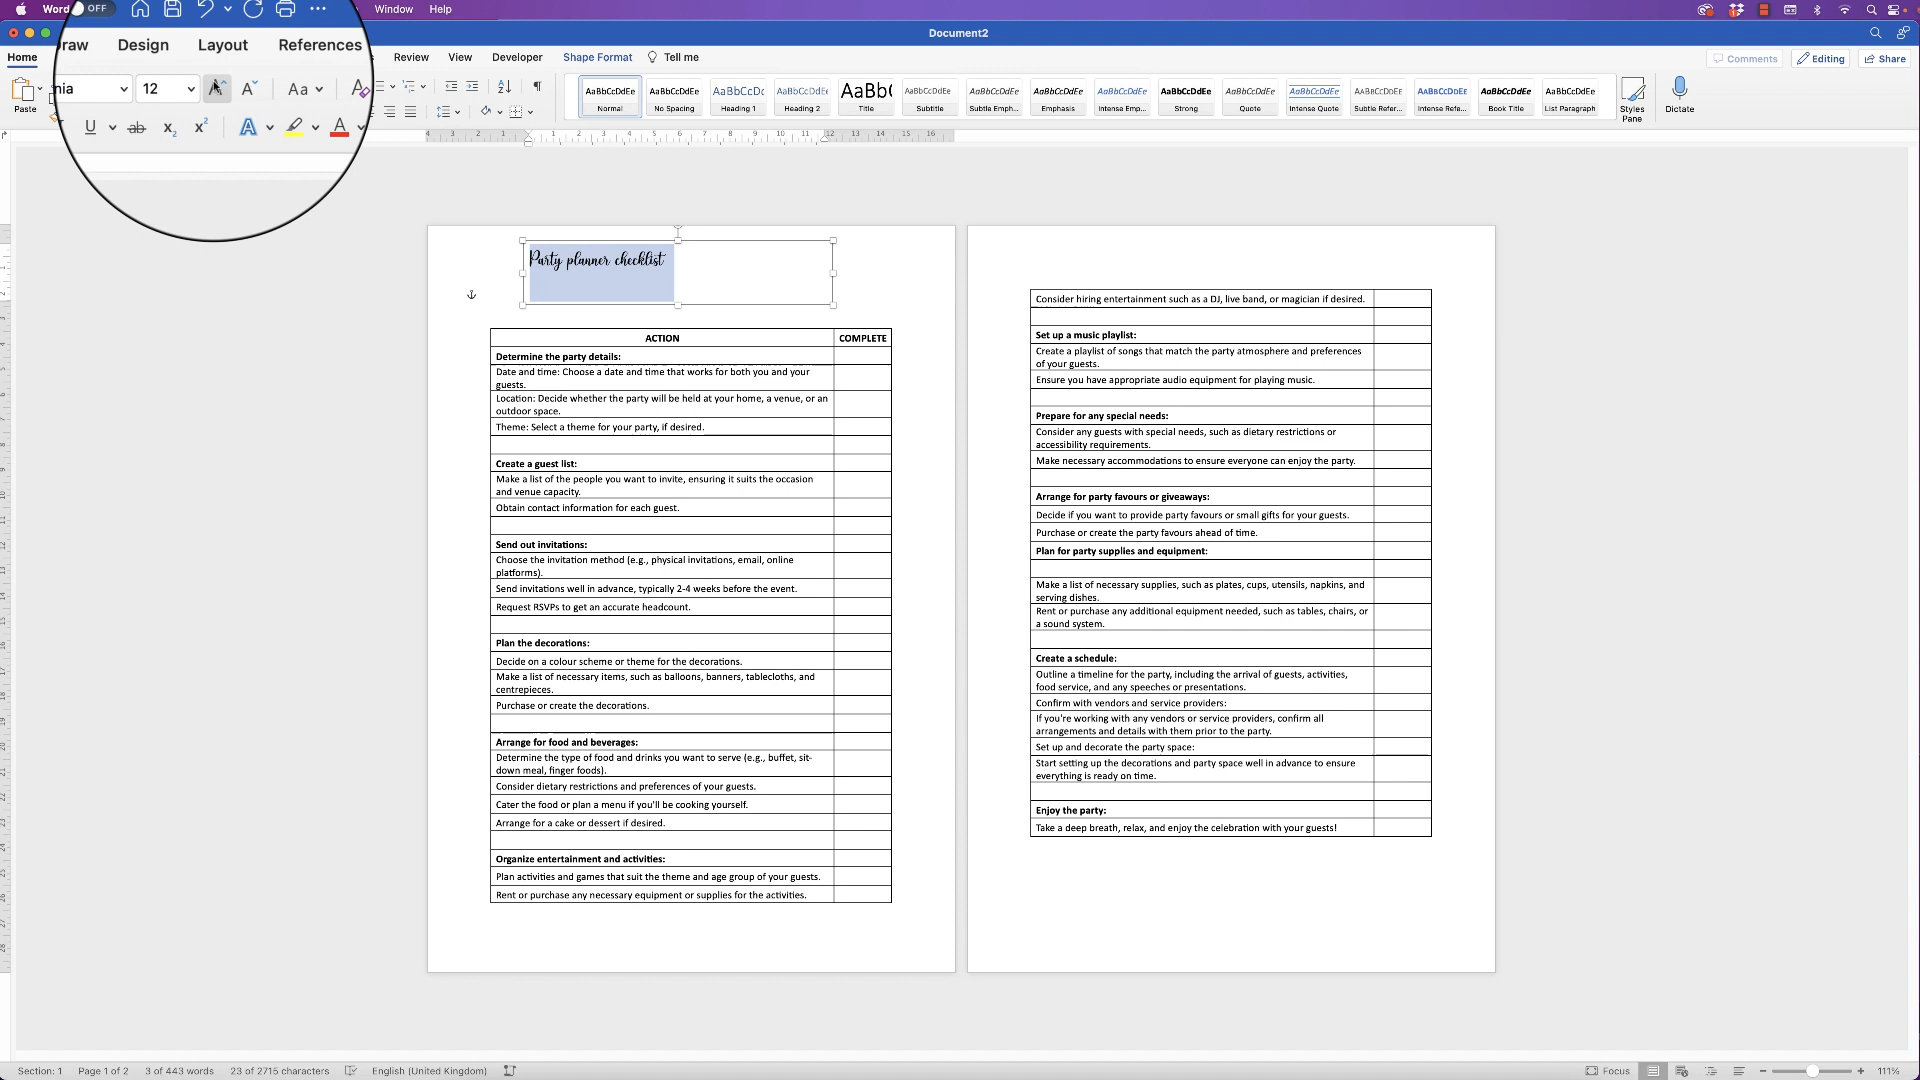 Word
OFF
Window
Help
Document2
Home
raw
Design
Layout
References
Review
View
Developer
Shape Format
Tell me
Comments
Editing
Share
Paste
nia
12
Aa
U
ab
AaBbCcDdEe
Normal
AaBbCcDdEe
No Spacing
AaBbCcDc
Heading 1
AaBbCcDdE
Heading 2
AaBb(
Title
AaBbCcDdEe
Subtitle
AaBbCcDdEe
Subtle Emph...
AaBbCcDdEe
Emphasis
AaBbCcDdEe
Intense Emp...
AaBbCcDdEe
Strong
AaBbCcDdEe
Quote
AaBbCcDdEe
Intense Quote
AaBbCcDdEe
Subtle Refer...
AaBbCcDdEe
Intense Refe...
AaBbCcDdEe
Book Title
AaBbCcDdEe
List Paragraph
Styles
Pane
Dictate
4 3 2 1 1 2 3 4 5 6 7 8 9 10 11 12 13 14 15 16
Party planner checklist
ACTION COMPLETE
Determine the party details:
Date and time: Choose a date and time that works for both you and your
guests.
Location: Decide whether the party will be held at your home, a venue, or an
outdoor space.
Theme: Select a theme for your party, if desired.
Create a guest list:
Make a list of the people you want to invite, ensuring it suits the occasion
and venue capacity.
Obtain contact information for each guest.
Send out invitations:
Choose the invitation method (e.g., physical invitations, email, online
platforms).
Send invitations well in advance, typically 2-4 weeks before the event.
Request RSVPs to get an accurate headcount.
Plan the decorations:
Decide on a colour scheme or theme for the decorations.
Make a list of necessary items, such as balloons, banners, tablecloths, and
centrepieces.
Purchase or create the decorations.
Arrange for food and beverages:
Determine the type of food and drinks you want to serve (e.g., buffet, sit-
down meal, finger foods).
Consider dietary restrictions and preferences of your guests.
Cater the food or plan a menu if you'll be cooking yourself.
Arrange for a cake or dessert if desired.
Organize entertainment and activities:
Plan activities and games that suit the theme and age group of your guests.
Rent or purchase any necessary equipment or supplies for the activities.
Consider hiring entertainment such as a DJ, live band, or magician if desired.
Set up a music playlist:
Create a playlist of songs that match the party atmosphere and preferences
of your guests.
Ensure you have appropriate audio equipment for playing music.
Prepare for any special needs:
Consider any guests with special needs, such as dietary restrictions or
accessibility requirements.
Make necessary accommodations to ensure everyone can enjoy the party.
Arrange for party favours or giveaways:
Decide if you want to provide party favours or small gifts for your guests.
Purchase or create the party favours ahead of time.
Plan for party supplies and equipment:
Make a list of necessary supplies, such as plates, cups, utensils, napkins, and
serving dishes.
Rent or purchase any additional equipment needed, such as tables, chairs, or
a sound system.
Create a schedule:
Outline a timeline for the party, including the arrival of guests, activities,
food service, and any speeches or presentations.
Confirm with vendors and service providers:
If you're working with any vendors or service providers, confirm all
arrangements and details with them prior to the party.
Set up and decorate the party space:
Start setting up the decorations and party space well in advance to ensure
everything is ready on time.
Enjoy the party:
Take a deep breath, relax, and enjoy the celebration with your guests!
Section: 1
Page 1 of 2
3 of 443 words
23 of 2715 characters
English (United Kingdom)
Focus
111%